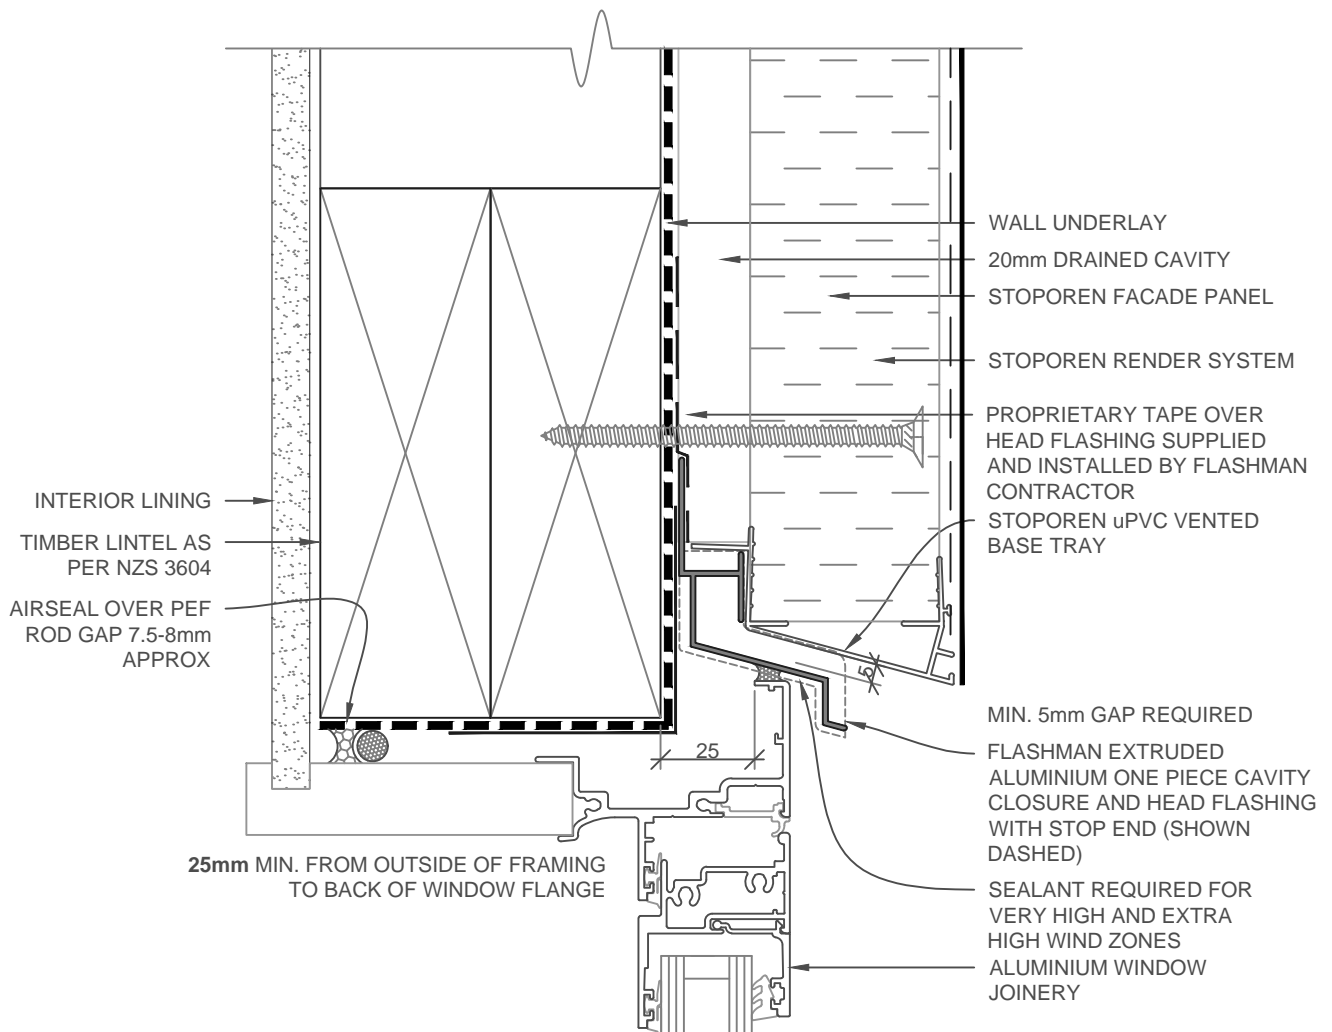 WALL UNDERLAY
20mm DRAINED CAVITY
STOPOREN FACADE PANEL
STOPOREN RENDER SYSTEM
PROPRIETARY TAPE OVER
HEAD FLASHING SUPPLIED
AND INSTALLED BY FLASHMAN
CONTRACTOR
STOPOREN uPVC VENTED
BASE TRAY
INTERIOR LINING
TIMBER LINTEL AS
PER NZS 3604
AIRSEAL OVER PEF
ROD GAP 7.5-8mm
APPROX
5
25
MIN. 5mm GAP REQUIRED
FLASHMAN EXTRUDED
ALUMINIUM ONE PIECE CAVITY
CLOSURE AND HEAD FLASHING
WITH STOP END (SHOWN
DASHED)
25mm MIN. FROM OUTSIDE OF FRAMING
TO BACK OF WINDOW FLANGE
SEALANT REQUIRED FOR
VERY HIGH AND EXTRA
HIGH WIND ZONES
ALUMINIUM WINDOW
JOINERY